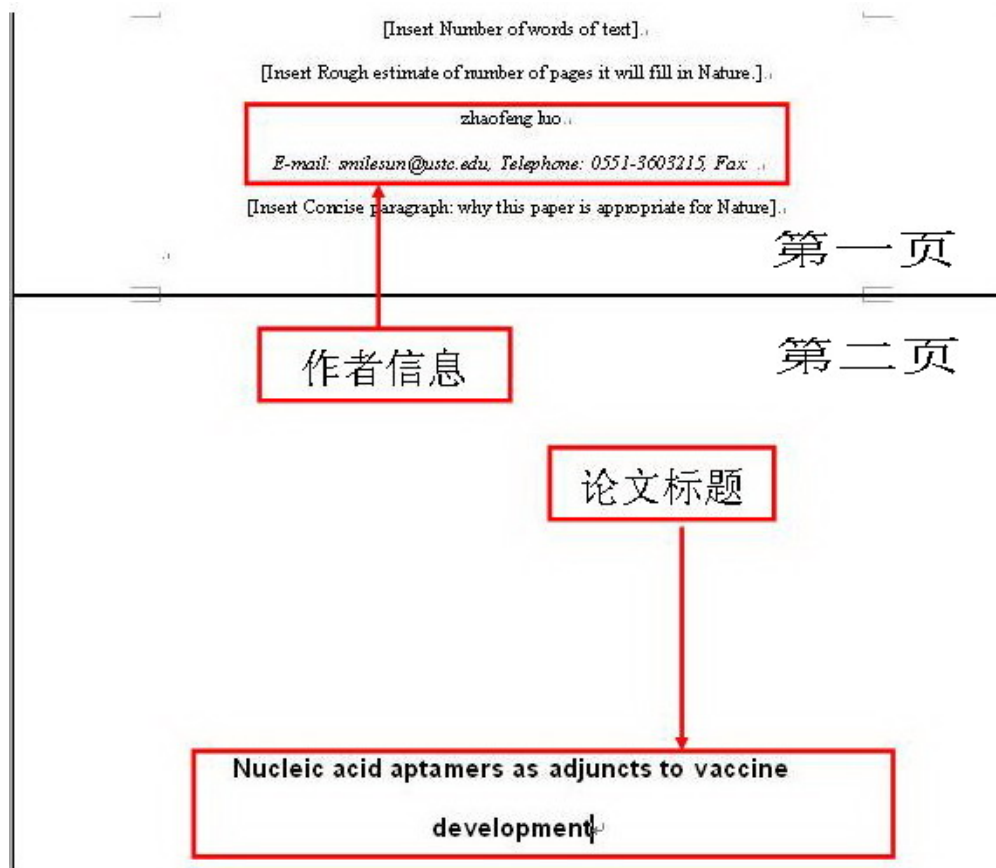 [Insert Number of words of text].
[Insert Rough estimate of number of pages it will fill in Nature.].
zhaofeng luo
E-mail: smilesun@ustc.edu, Telephone: 0551-3603215, Fax:
[Insert Concise paragraph: why this paper is appropriate for Nature].
第一页
作者信息
第二页
论文标题
Nucleic acid aptamers as adjuncts to vaccine
development